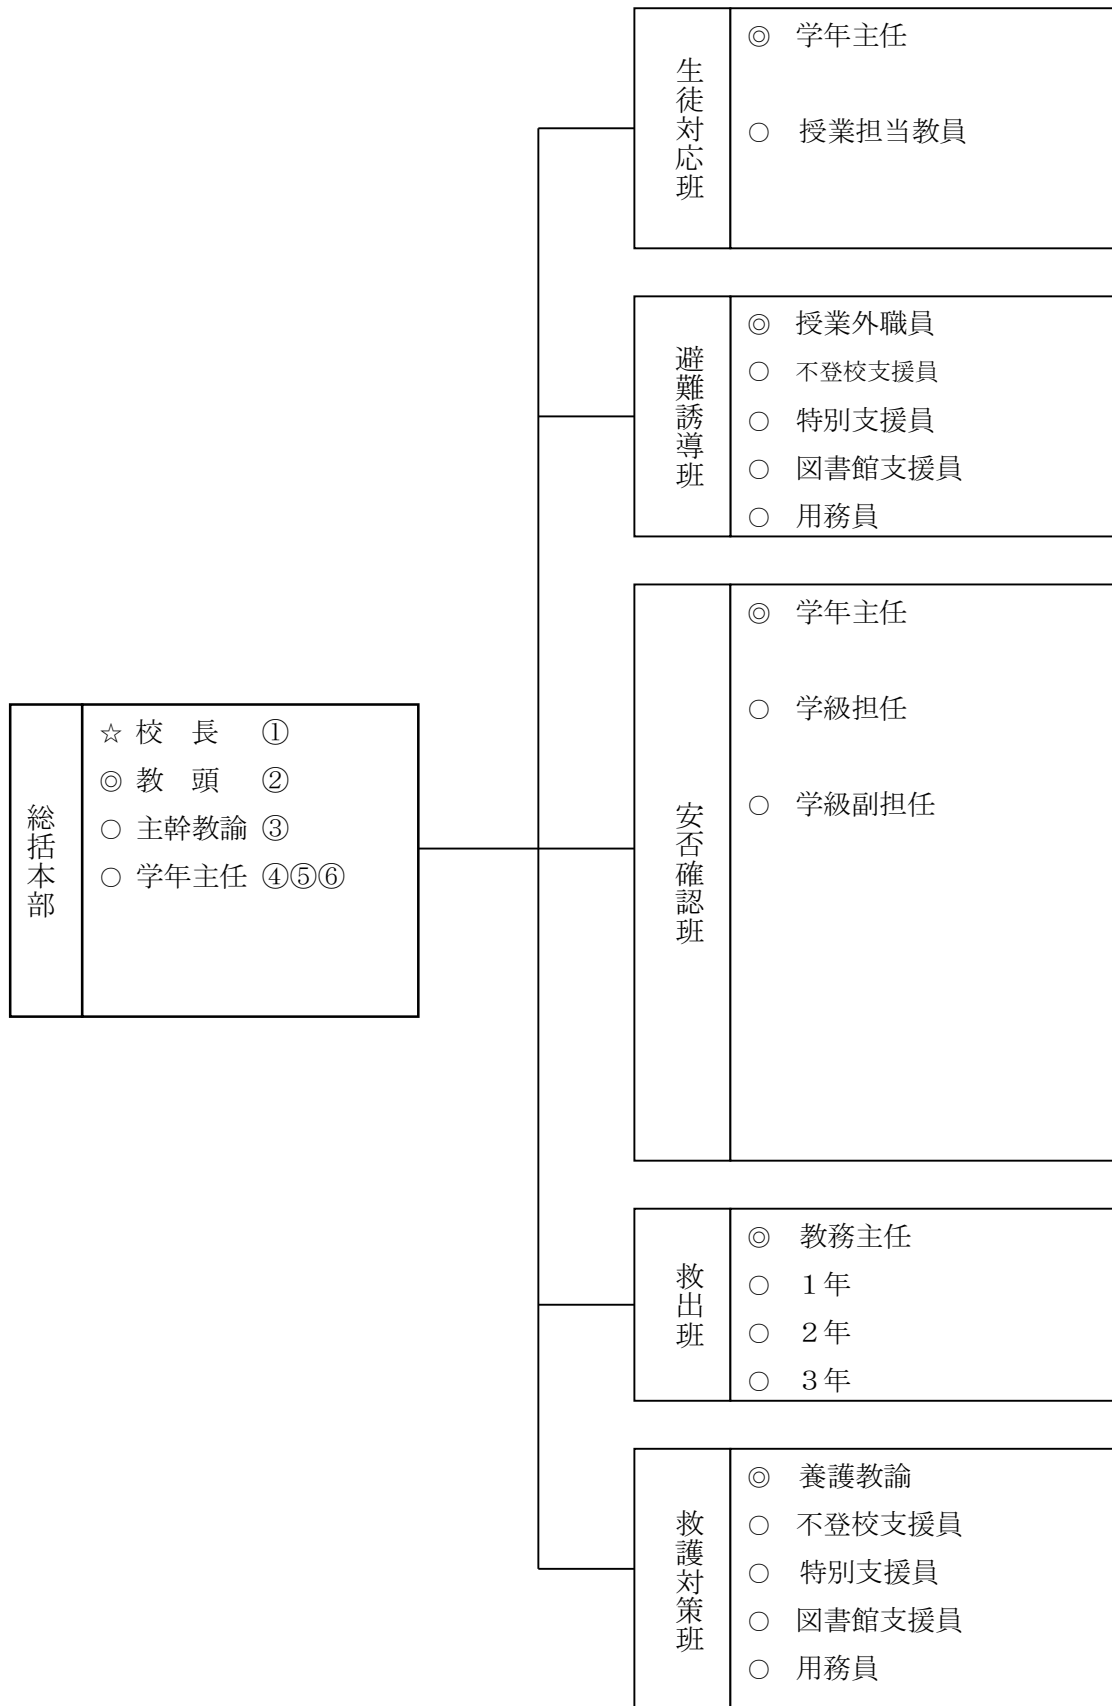 生徒対応班
◎　学年主任
○　授業担当教員
避難誘導班
◎　授業外職員
○　不登校支援員
○　特別支援員
○　図書館支援員
○　用務員
総括本部
☆ 校　長　①
◎ 教　頭　②
○ 主幹教諭 ③
○ 学年主任 ④⑤⑥
安否確認班
◎　学年主任
○　学級担任
○　学級副担任
救出班
◎　教務主任
○　１年
○　２年
○　３年
救護対策班
◎　養護教諭
○　不登校支援員
○　特別支援員
○　図書館支援員
○　用務員